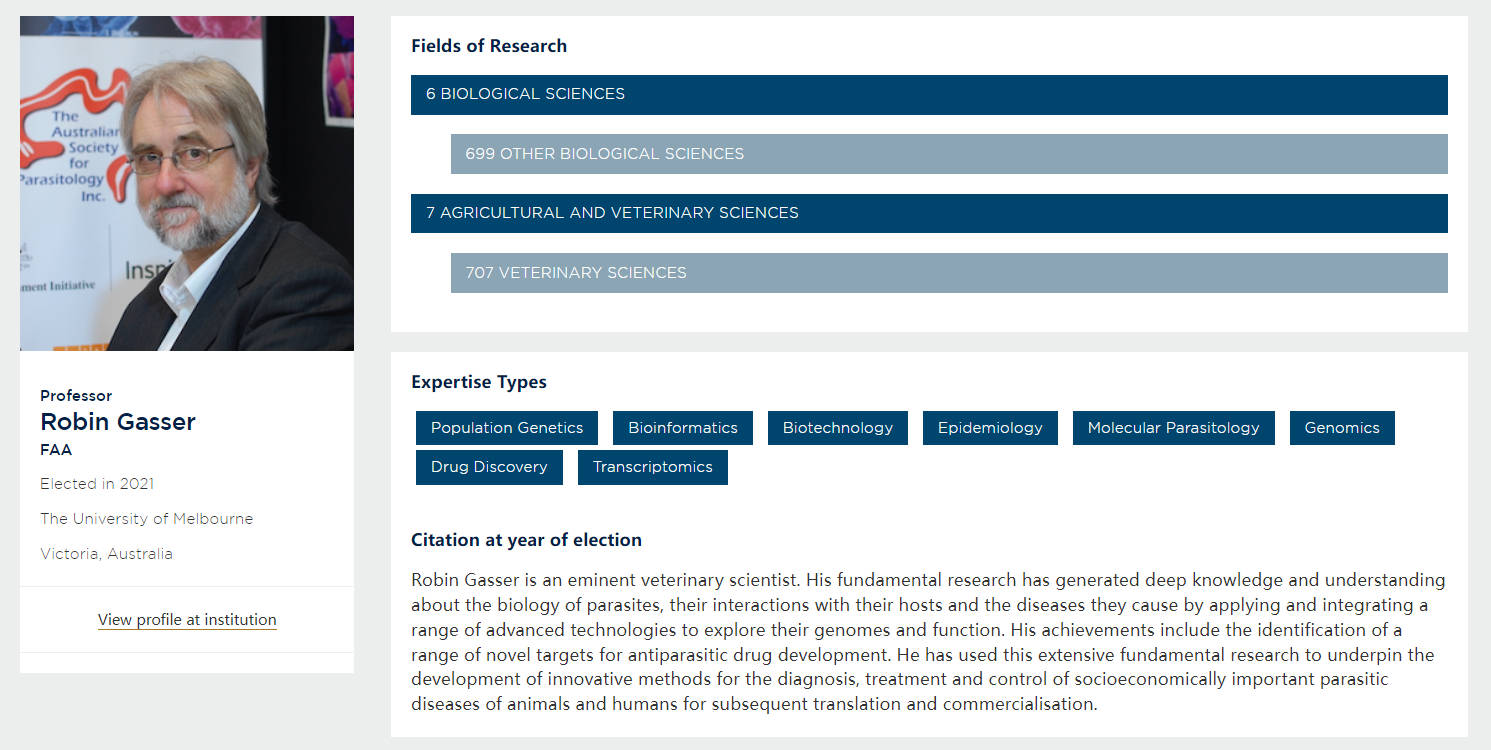 The
Australian
Society
for
Parasitology
Inc.
Inspi
ment Initiative
Professor
Robin Gasser
FAA
Elected in 2021
The University of Melbourne
Victoria, Australia
View profile at institution
Fields of Research
6 BIOLOGICAL SCIENCES
699 OTHER BIOLOGICAL SCIENCES
7 AGRICULTURAL AND VETERINARY SCIENCES
707 VETERINARY SCIENCES
Expertise Types
Population Genetics Bioinformatics Biotechnology Epidemiology Molecular Parasitology Genomics
Drug Discovery Transcriptomics
Citation at year of election
Robin Gasser is an eminent veterinary scientist. His fundamental research has generated deep knowledge and understanding
about the biology of parasites, their interactions with their hosts and the diseases they cause by applying and integrating a
range of advanced technologies to explore their genomes and function. His achievements include the identification of a
range of novel targets for antiparasitic drug development. He has used this extensive fundamental research to underpin the
development of innovative methods for the diagnosis, treatment and control of socioeconomically important parasitic
diseases of animals and humans for subsequent translation and commercialisation.